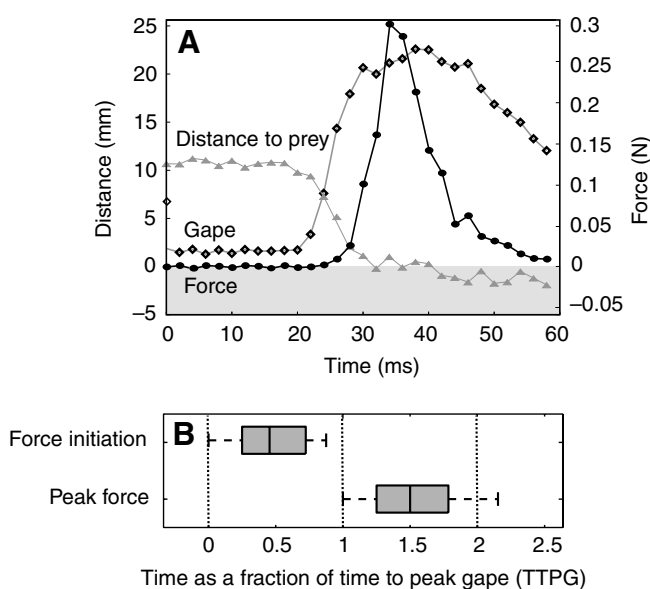 A
25
20
15
10
5
0
–5
Distance (mm)
0.3
0.25
0.2
0.15
0.1
0.05
0
–0.05
Force (N)
Distance to prey
Gape
Force
0 10 20 30 40 50 60
Time (ms)
B
Force initiation
Peak force
0 0.5 1 1.5 2 2.5
Time as a fraction of time to peak gape (TTPG)